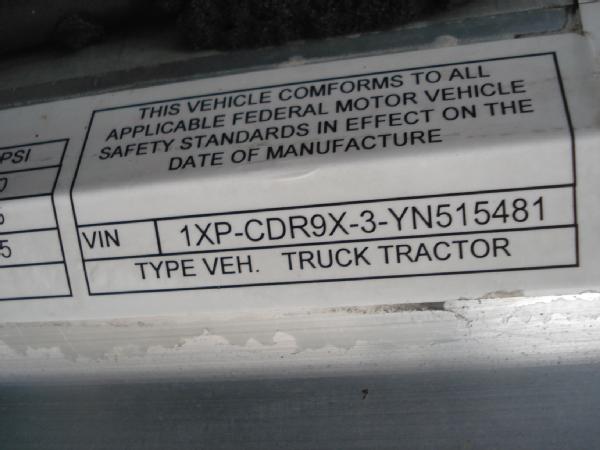 THIS VEHICLE COMFORMS TO ALL
APPLICABLE FEDERAL MOTOR VEHICLE
SAFETY STANDARDS IN EFFECT ON THE
DATE OF MANUFACTURE
PSI
VIN 1XP-CDR9X-3-YN515481
5
TYPE VEH. TRUCK TRACTOR